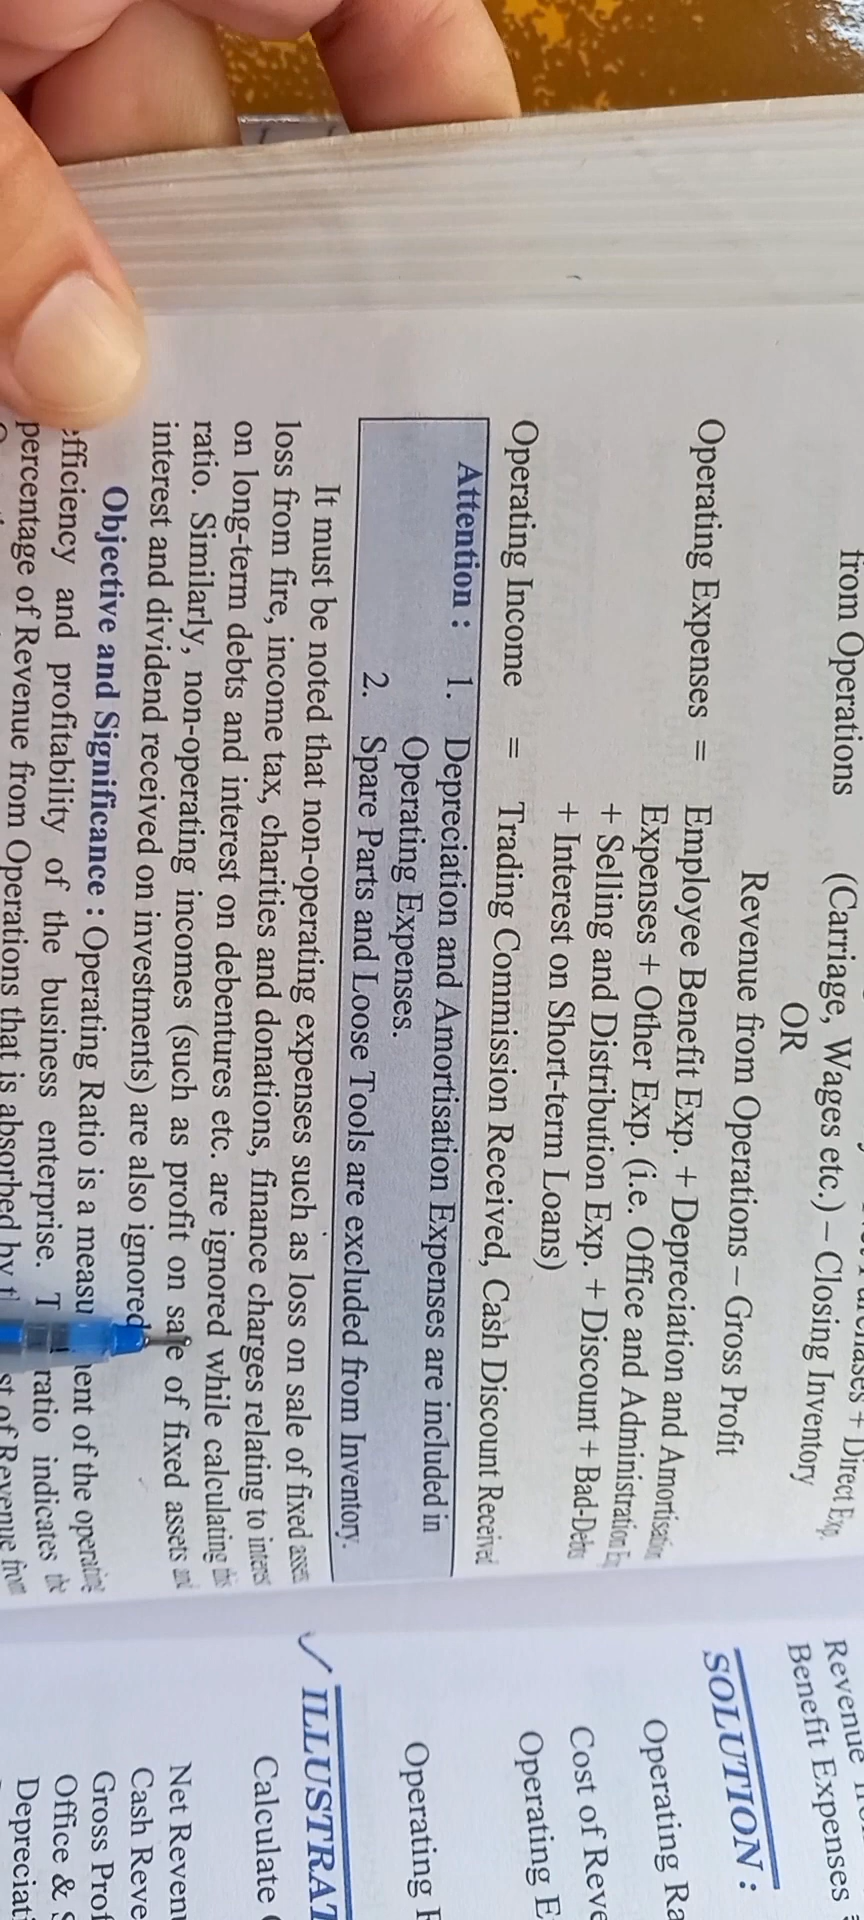 from Operations (Carriage, Wages etc.) – Closing Inventory
OR
Revenue from Operations – Gross Profit
Operating Expenses = Employee Benefit Exp. + Depreciation and Amortisation
Expenses + Other Exp. (i.e. Office and Administration
+ Selling and Distribution Exp. + Discount + Bad-Debts
+ Interest on Short-term Loans)
Operating Income = Trading Commission Received, Cash Discount Received
Attention : 1. Depreciation and Amortisation Expenses are included in
Operating Expenses.
2. Spare Parts and Loose Tools are excluded from Inventory.
It must be noted that non-operating expenses such as loss on sale of fixed assets
loss from fire, income tax, charities and donations, finance charges relating to interest
on long-term debts and interest on debentures etc. are ignored while calculating this
ratio. Similarly, non-operating incomes (such as profit on sale of fixed assets and
interest and dividend received on investments) are also ignored
Objective and Significance : Operating Ratio is a of the operating
efficiency and profitability of the business enterprise. ratio indicates the
percentage of Revenue from Operations that is absorbed by of Revenue from
Revenue
Benefit Expenses
SOLUTION :
Operating
Cost of
Operating
Operating
✓ ILLUSTRAT
Calculate
Net
Cash
Gross
Office &